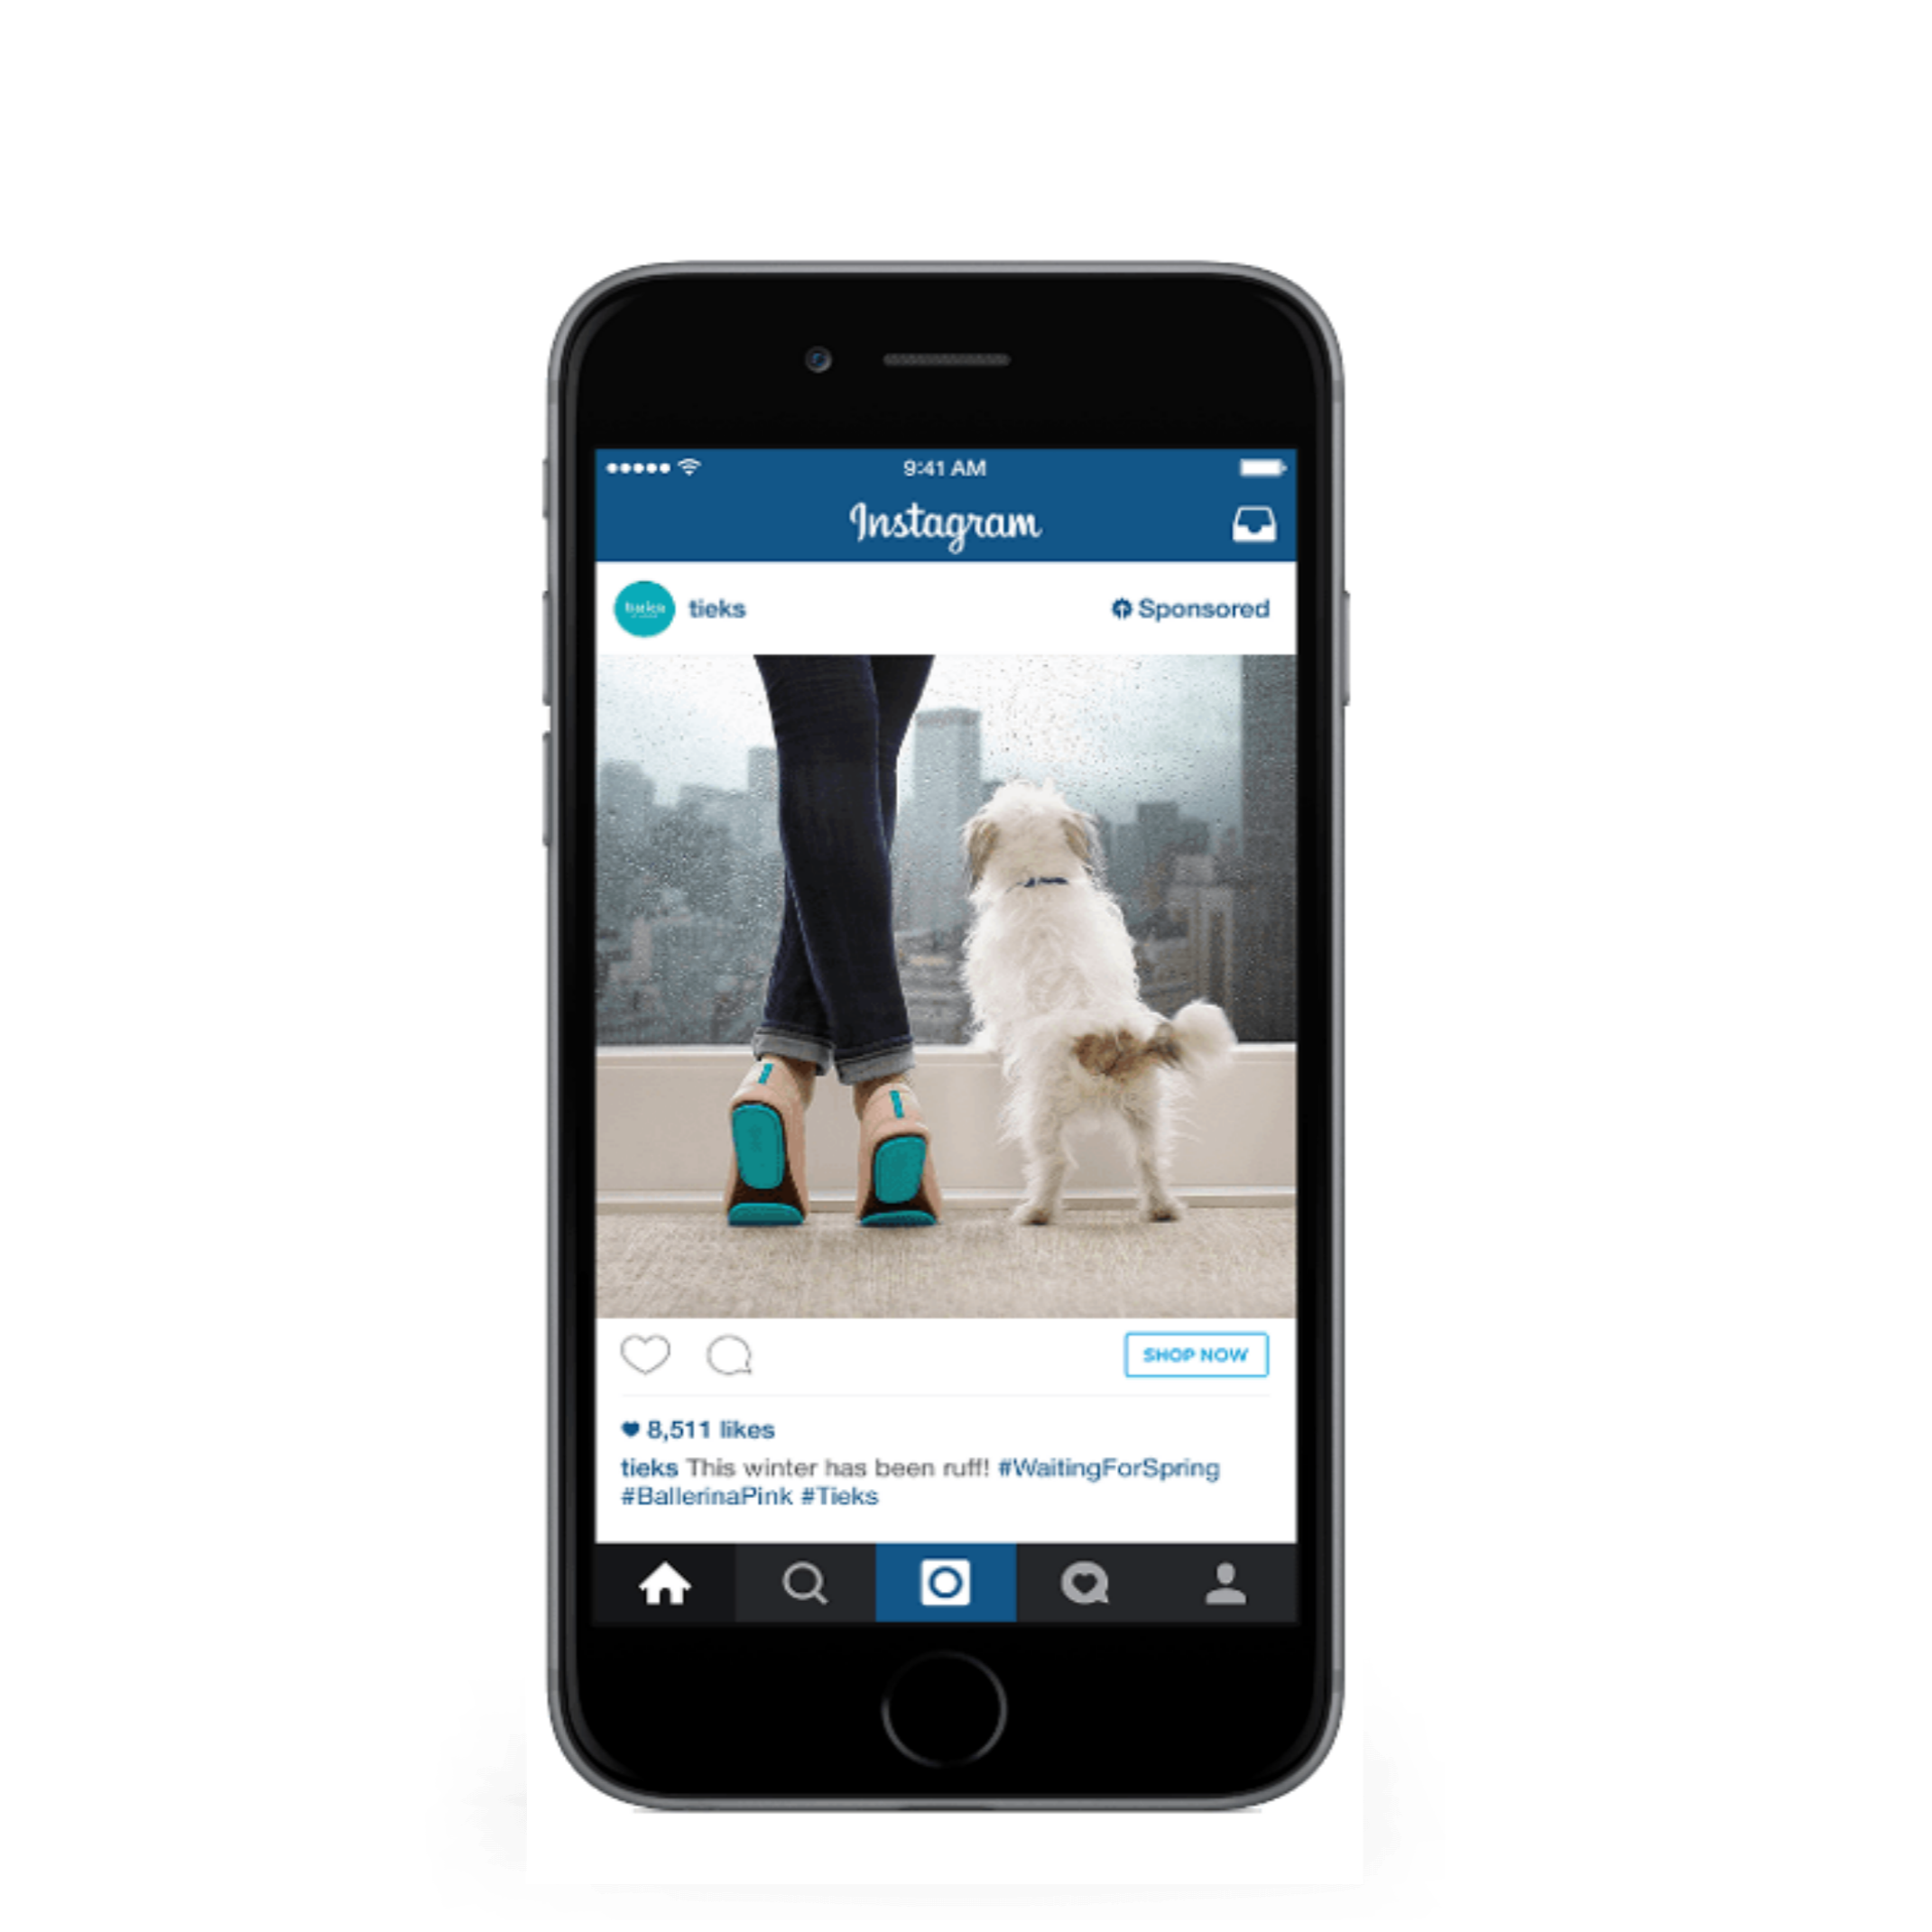 9:41 AM
Instagram
tieks
tieks
Sponsored
SHOP NOW
8,511 likes
tieks This winter has been ruff! #WaitingForSpring
#BallerinaPink #Tieks